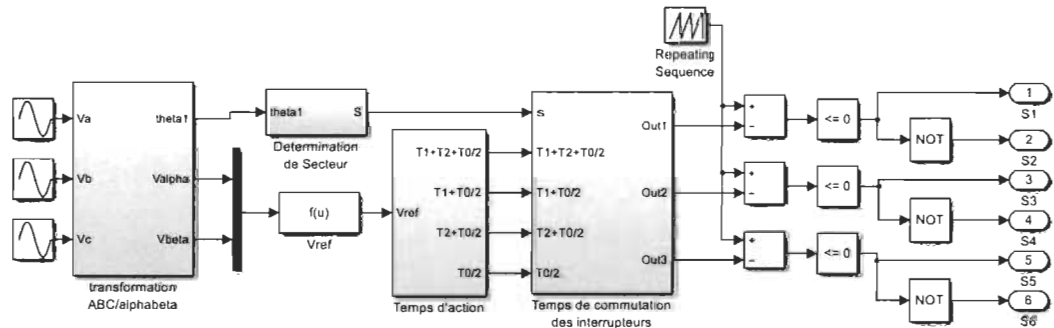 Repeating
Sequence
Va
Vb
Vc
theta1
Valpha
Vbeta
transformation
ABC/alphabeta
theta1 S
Determination
de Secteur
f(u)
Vref
Vref
T1+T2+T0/2
T1+T0/2
T2+T0/2
T0/2
Temps d'action
s
T1+T2+T0/2
T1+T0/2
T2+T0/2
T0/2
Out1
Out2
Out3
Temps de commutation
des interrupteurs
+
−
<= 0
1
S1
NOT
2
S2
+
−
<= 0
3
S3
NOT
4
S4
+
−
<= 0
5
S5
NOT
6
S6